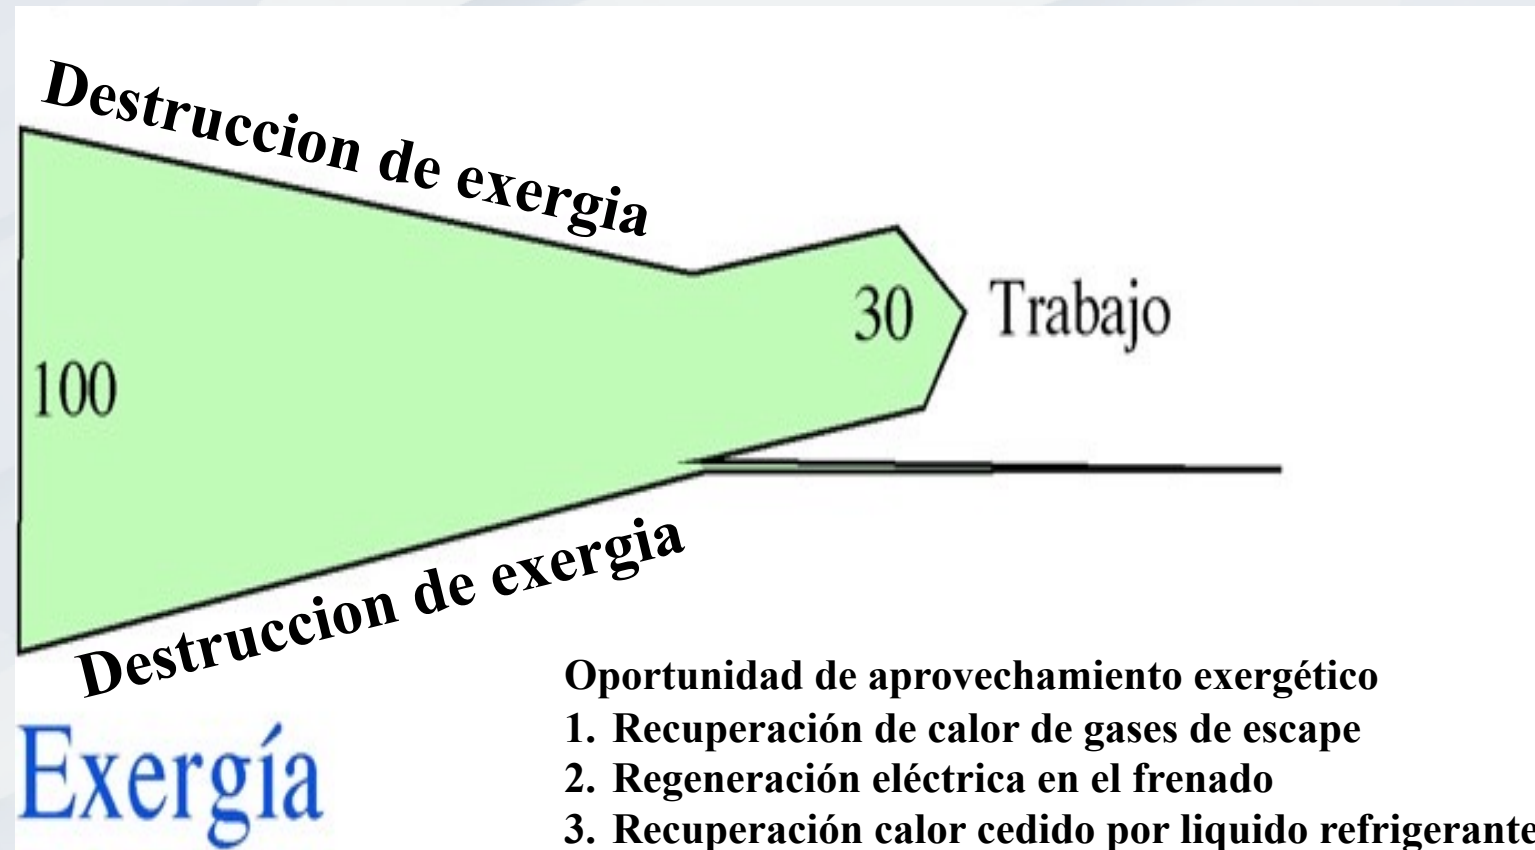 Destruccion de exergia
30
Trabajo
100
Destruccion de exergia
Exergía
Oportunidad de aprovechamiento exergético
1. Recuperación de calor de gases de escape
2. Regeneración eléctrica en el frenado
3. Recuperación calor cedido por liquido refrigerante